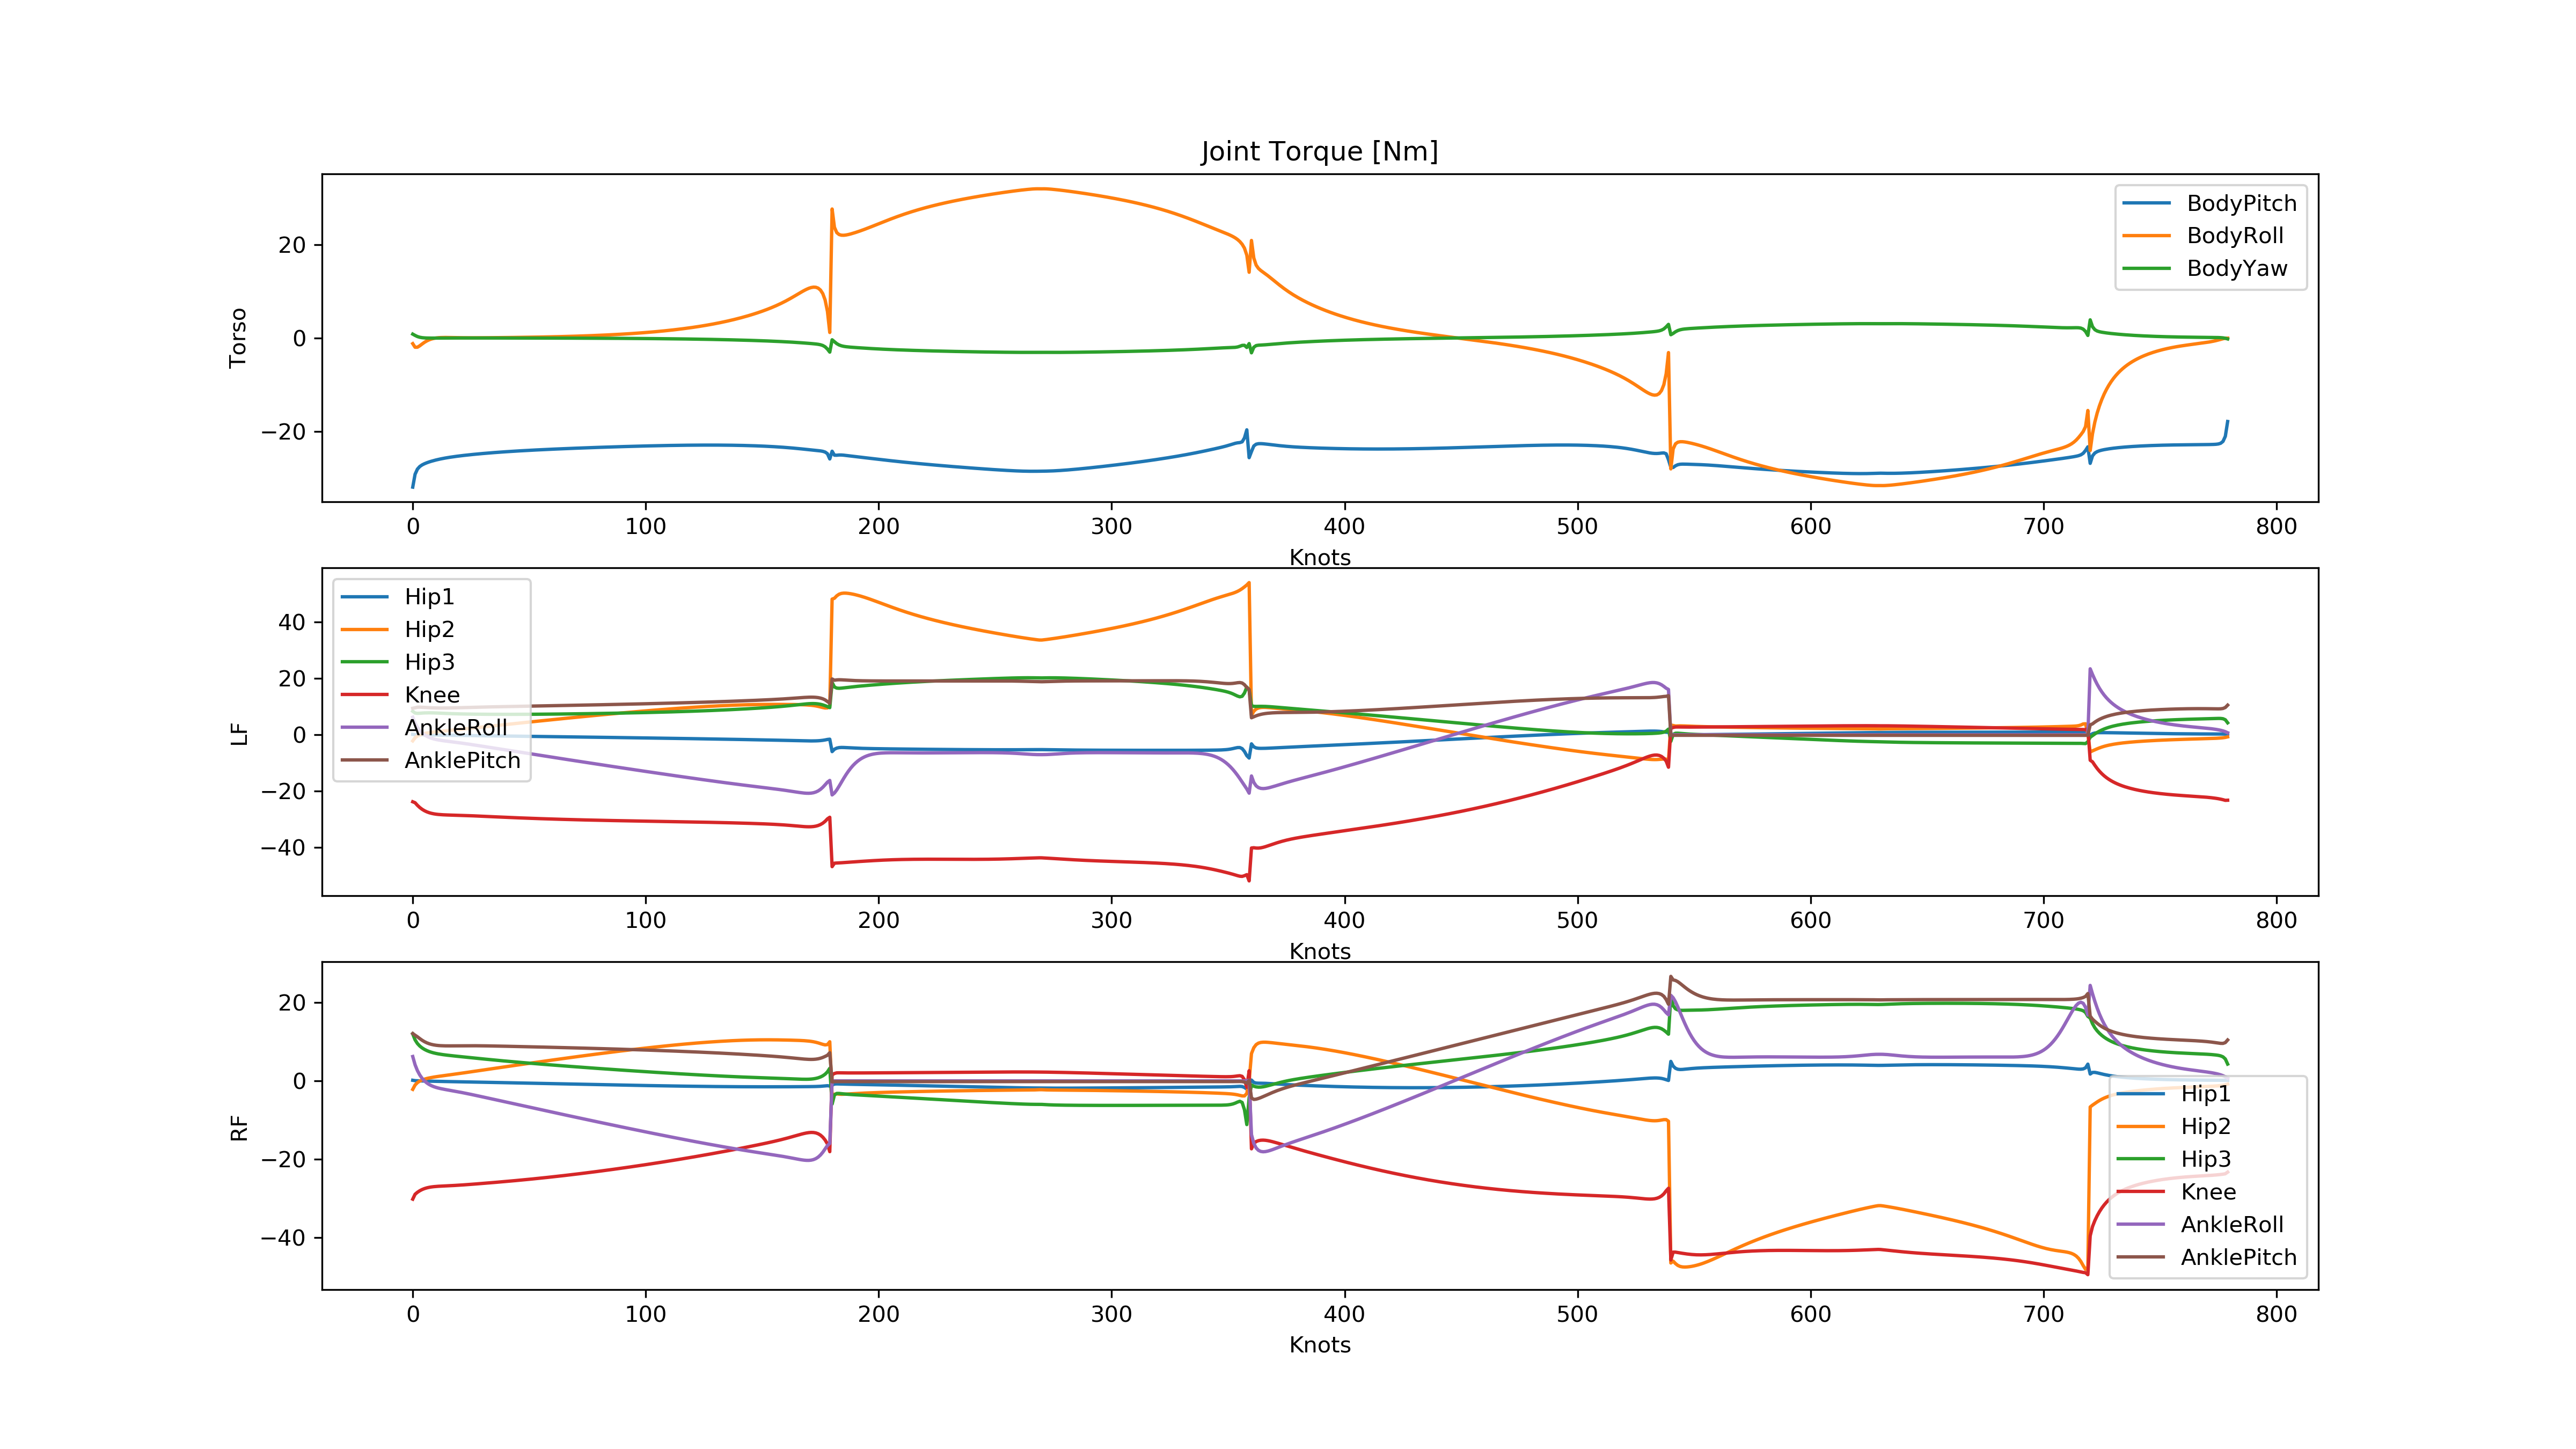 Joint Torque [Nm]
Torso
20
0
−20
BodyPitch
BodyRoll
BodyYaw
0 100 200 300 400 500 600 700 800
Knots
LF
40
20
0
−20
−40
Hip1
Hip2
Hip3
Knee
AnkleRoll
AnklePitch
0 100 200 300 400 500 600 700 800
Knots
RF
20
0
−20
−40
Hip1
Hip2
Hip3
Knee
AnkleRoll
AnklePitch
0 100 200 300 400 500 600 700 800
Knots